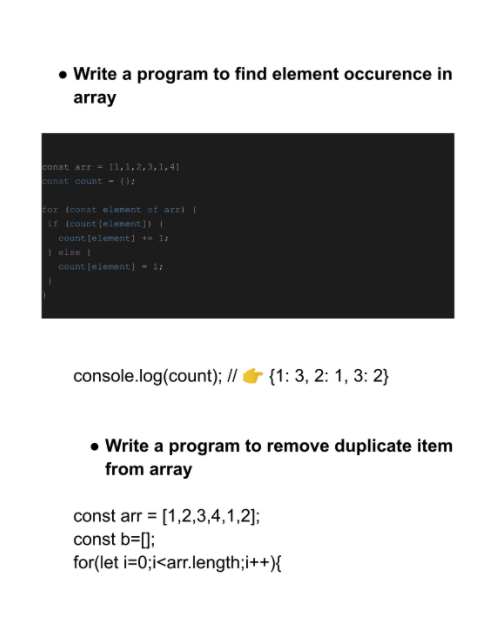 ● Write a program to find element occurence in
array
const arr = [1,1,2,3,1,4]
const count = {};
for (const element of arr) {
if (count[element]) {
count[element] += 1;
} else {
count[element] = 1;
}
}
console.log(count); // 👉 {1: 3, 2: 1, 3: 2}
● Write a program to remove duplicate item
from array
const arr = [1,2,3,4,1,2];
const b=[];
for(let i=0;i<arr.length;i++){